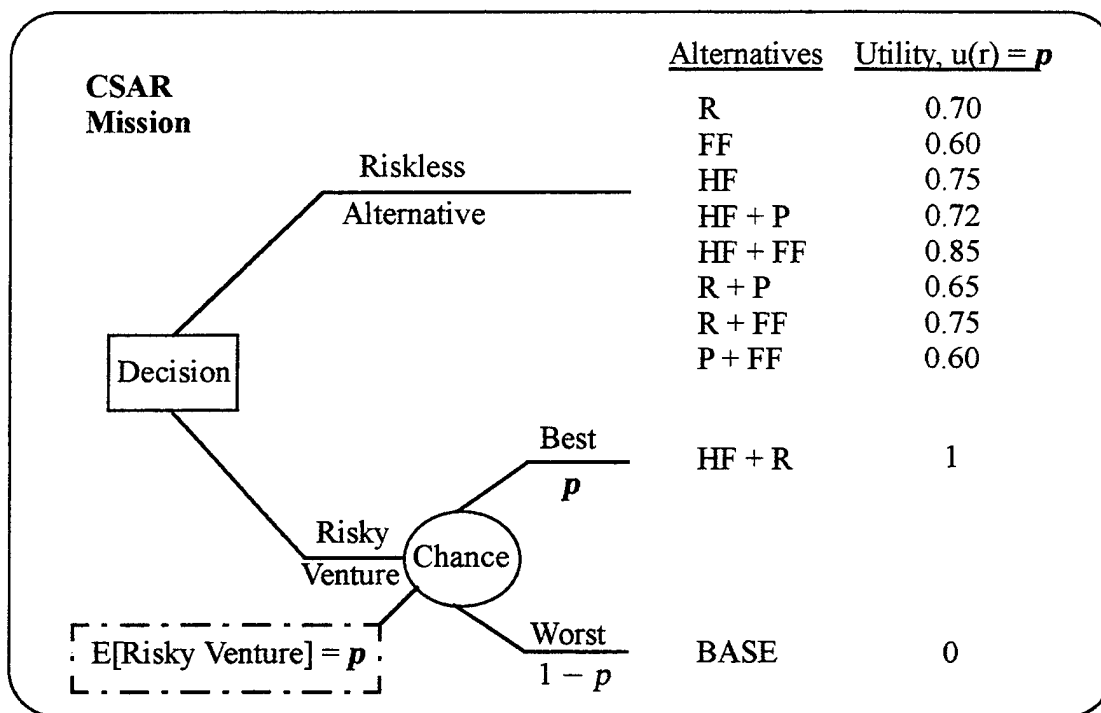 Alternatives Utility, u(r) = p
CSAR
Mission
R 0.70
FF 0.60
Riskless
HF 0.75
Alternative
HF + P 0.72
HF + FF 0.85
R + P 0.65
R + FF 0.75
P + FF 0.60
Decision
Best
HF + R 1
p
Risky
Chance
Venture
Worst
E[Risky Venture] = p
BASE 0
1 − p